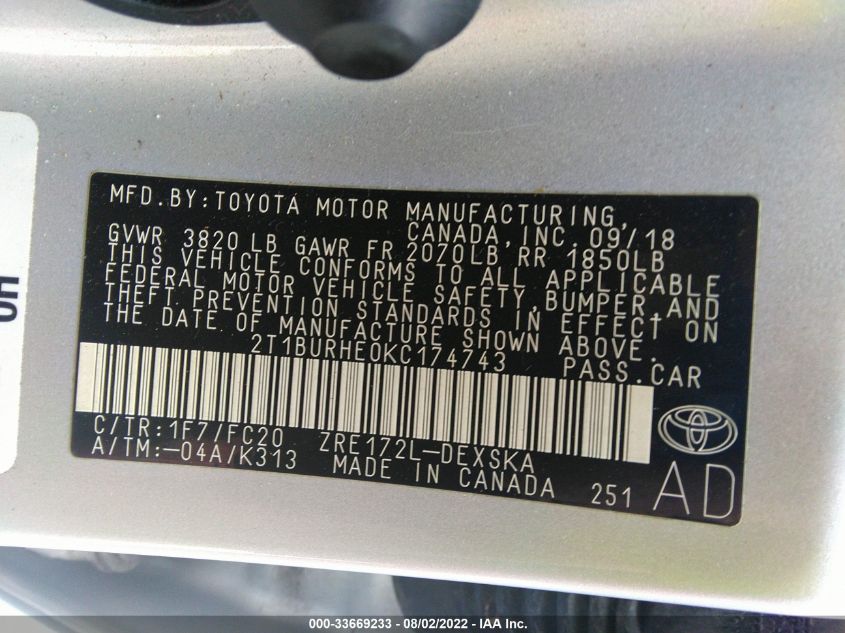 MFD.BY:TOYOTA MOTOR MANUFACTURING,
CANADA, INC. 09/18
GVWR 3820 LB GAWR FR 2070LB RR 1850LB
THIS VEHICLE CONFORMS TO ALL APPLICABLE
FEDERAL MOTOR VEHICLE SAFETY, BUMPER, AND
THEFT PREVENTION STANDARDS IN EFFECT ON
THE DATE OF MANUFACTURE SHOWN ABOVE.
2T1BURHE0KC174743 PASS.CAR
C/TR:1F7/FC20 ZRE172L-DEXSKA
A/TM:-04A/K313 MADE IN CANADA 251 AD
000-33669233 - 08/02/2022 - IAA Inc.